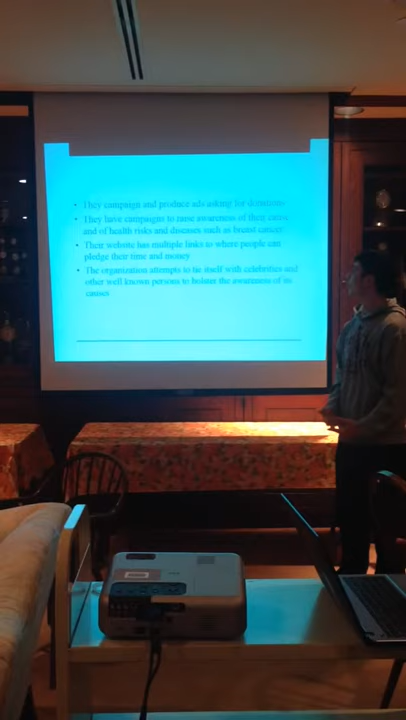 • They campaign and produce ads asking for donations
• They have campaigns to raise awareness of their cause
and of health risks and diseases such as breast cancer
• Their website has multiple links to where people can
pledge their time and money
• The organization attempts to tie itself with celebrities and
other well known persons to bolster the awareness of its
causes